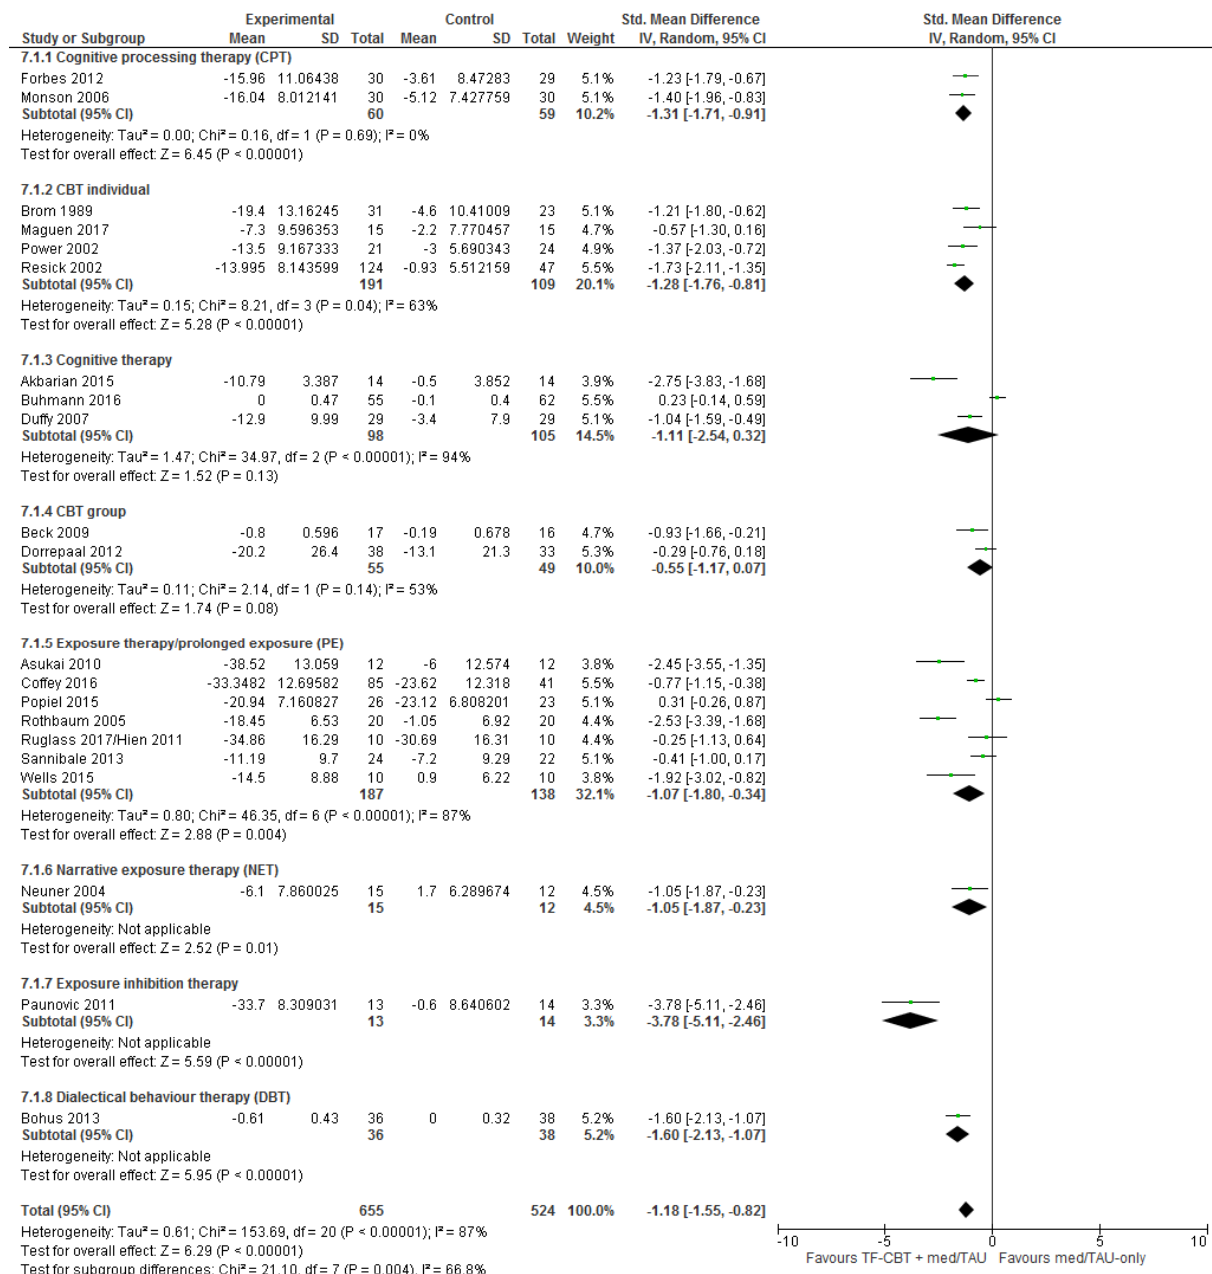 Experimental Control Std. Mean Difference Std. Mean Difference
Study or Subgroup Mean SD Total Mean SD Total Weight IV, Random, 95% CI IV, Random, 95% CI
7.1.1 Cognitive processing therapy (CPT)
Forbes 2012 -15.96 11.06438 30 -3.61 8.47283 29 5.1% -1.23 [-1.79, -0.67]
Monson 2006 -16.04 8.012141 30 -5.12 7.427759 30 5.1% -1.40 [-1.96, -0.83]
Subtotal (95% CI) 60 59 10.2% -1.31 [-1.71, -0.91]
Heterogeneity: Tau² = 0.00; Chi² = 0.16, df = 1 (P = 0.69); I² = 0%
Test for overall effect: Z = 6.45 (P < 0.00001)
7.1.2 CBT individual
Brom 1989 -19.4 13.16245 31 -4.6 10.41009 23 5.1% -1.21 [-1.80, -0.62]
Maguen 2017 -7.3 9.596353 15 -2.2 7.770457 15 4.7% -0.57 [-1.30, 0.16]
Power 2002 -13.5 9.167333 21 -3 5.690343 24 4.9% -1.37 [-2.03, -0.72]
Resick 2002 -13.995 8.143599 124 -0.93 5.512159 47 5.5% -1.73 [-2.11, -1.35]
Subtotal (95% CI) 191 109 20.1% -1.28 [-1.76, -0.81]
Heterogeneity: Tau² = 0.15; Chi² = 8.21, df = 3 (P = 0.04); I² = 63%
Test for overall effect: Z = 5.28 (P < 0.00001)
7.1.3 Cognitive therapy
Akbarian 2015 -10.79 3.387 14 -0.5 3.852 14 3.9% -2.75 [-3.83, -1.68]
Buhmann 2016 0 0.47 55 -0.1 0.4 62 5.5% 0.23 [-0.14, 0.59]
Duffy 2007 -12.9 9.99 29 -3.4 7.9 29 5.1% -1.04 [-1.59, -0.49]
Subtotal (95% CI) 98 105 14.5% -1.11 [-2.54, 0.32]
Heterogeneity: Tau² = 1.47; Chi² = 34.97, df = 2 (P < 0.00001); I² = 94%
Test for overall effect: Z = 1.52 (P = 0.13)
7.1.4 CBT group
Beck 2009 -0.8 0.596 17 -0.19 0.678 16 4.7% -0.93 [-1.66, -0.21]
Dorrepaal 2012 -20.2 26.4 38 -13.1 21.3 33 5.3% -0.29 [-0.76, 0.18]
Subtotal (95% CI) 55 49 10.0% -0.55 [-1.17, 0.07]
Heterogeneity: Tau² = 0.11; Chi² = 2.14, df = 1 (P = 0.14); I² = 53%
Test for overall effect: Z = 1.74 (P = 0.08)
7.1.5 Exposure therapy/prolonged exposure (PE)
Asukai 2010 -38.52 13.059 12 -6 12.574 12 3.8% -2.45 [-3.55, -1.35]
Coffey 2016 -33.3482 12.69582 85 -23.62 12.318 41 5.5% -0.77 [-1.15, -0.38]
Popiel 2015 -20.94 7.160827 26 -23.12 6.808201 23 5.1% 0.31 [-0.26, 0.87]
Rothbaum 2005 -18.45 6.53 20 -1.05 6.92 20 4.4% -2.53 [-3.39, -1.68]
Ruglass 2017/Hien 2011 -34.86 16.29 10 -30.69 16.31 10 4.4% -0.25 [-1.13, 0.64]
Sannibale 2013 -11.19 9.7 24 -7.2 9.29 22 5.1% -0.41 [-1.00, 0.17]
Wells 2015 -14.5 8.88 10 0.9 6.22 10 3.8% -1.92 [-3.02, -0.82]
Subtotal (95% CI) 187 138 32.1% -1.07 [-1.80, -0.34]
Heterogeneity: Tau² = 0.80; Chi² = 46.35, df = 6 (P < 0.00001); I² = 87%
Test for overall effect: Z = 2.88 (P = 0.004)
7.1.6 Narrative exposure therapy (NET)
Neuner 2004 -6.1 7.860025 15 1.7 6.289674 12 4.5% -1.05 [-1.87, -0.23]
Subtotal (95% CI) 15 12 4.5% -1.05 [-1.87, -0.23]
Heterogeneity: Not applicable
Test for overall effect: Z = 2.52 (P = 0.01)
7.1.7 Exposure inhibition therapy
Paunovic 2011 -33.7 8.309031 13 -0.6 8.640602 14 3.3% -3.78 [-5.11, -2.46]
Subtotal (95% CI) 13 14 3.3% -3.78 [-5.11, -2.46]
Heterogeneity: Not applicable
Test for overall effect: Z = 5.59 (P < 0.00001)
7.1.8 Dialectical behaviour therapy (DBT)
Bohus 2013 -0.61 0.43 36 0 0.32 38 5.2% -1.60 [-2.13, -1.07]
Subtotal (95% CI) 36 38 5.2% -1.60 [-2.13, -1.07]
Heterogeneity: Not applicable
Test for overall effect: Z = 5.95 (P < 0.00001)
Total (95% CI) 655 524 100.0% -1.18 [-1.55, -0.82]
Heterogeneity: Tau² = 0.61; Chi² = 153.69, df = 20 (P < 0.00001); I² = 87%
Test for overall effect: Z = 6.29 (P < 0.00001)
Test for subgroup differences: Chi² = 21.10, df = 7 (P = 0.004), I² = 66.8%
-10 -5 0 5 10
Favours TF-CBT + med/TAU Favours med/TAU-only